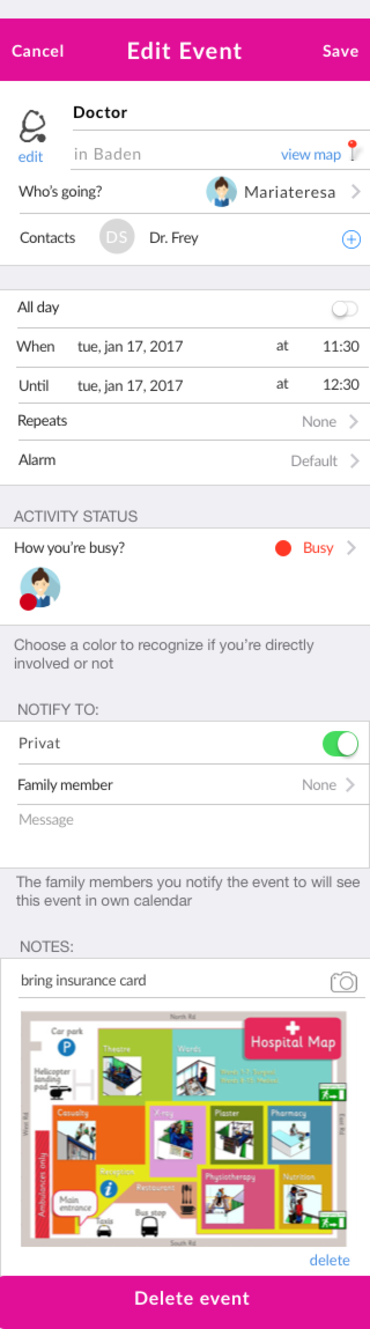 Cancel Edit Event Save
Doctor
edit
in Baden view map
Who's going? Mariateresa
Contacts DS Dr. Frey
All day
When tue, jan 17, 2017 at 11:30
Until tue, jan 17, 2017 at 12:30
Repeats None
Alarm Default
ACTIVITY STATUS
How you're busy? Busy
Choose a color to recognize if you're directly
involved or not
NOTIFY TO:
Privat
Family member None
Message
The family members you notify the event to will see
this event in own calendar
NOTES:
bring insurance card
North Rd
Car park
P
Hospital Map
Theatre
Wards
Helicopter
landing
pad
H
West Rd
East Rd
Casualty
X-ray
Plaster
Pharmacy
Ambulances only
Reception
i
Restaurant
Physiotherapy
Nutrition
Main
entrance
Taxis
Bus stop
South Rd
delete
Delete event